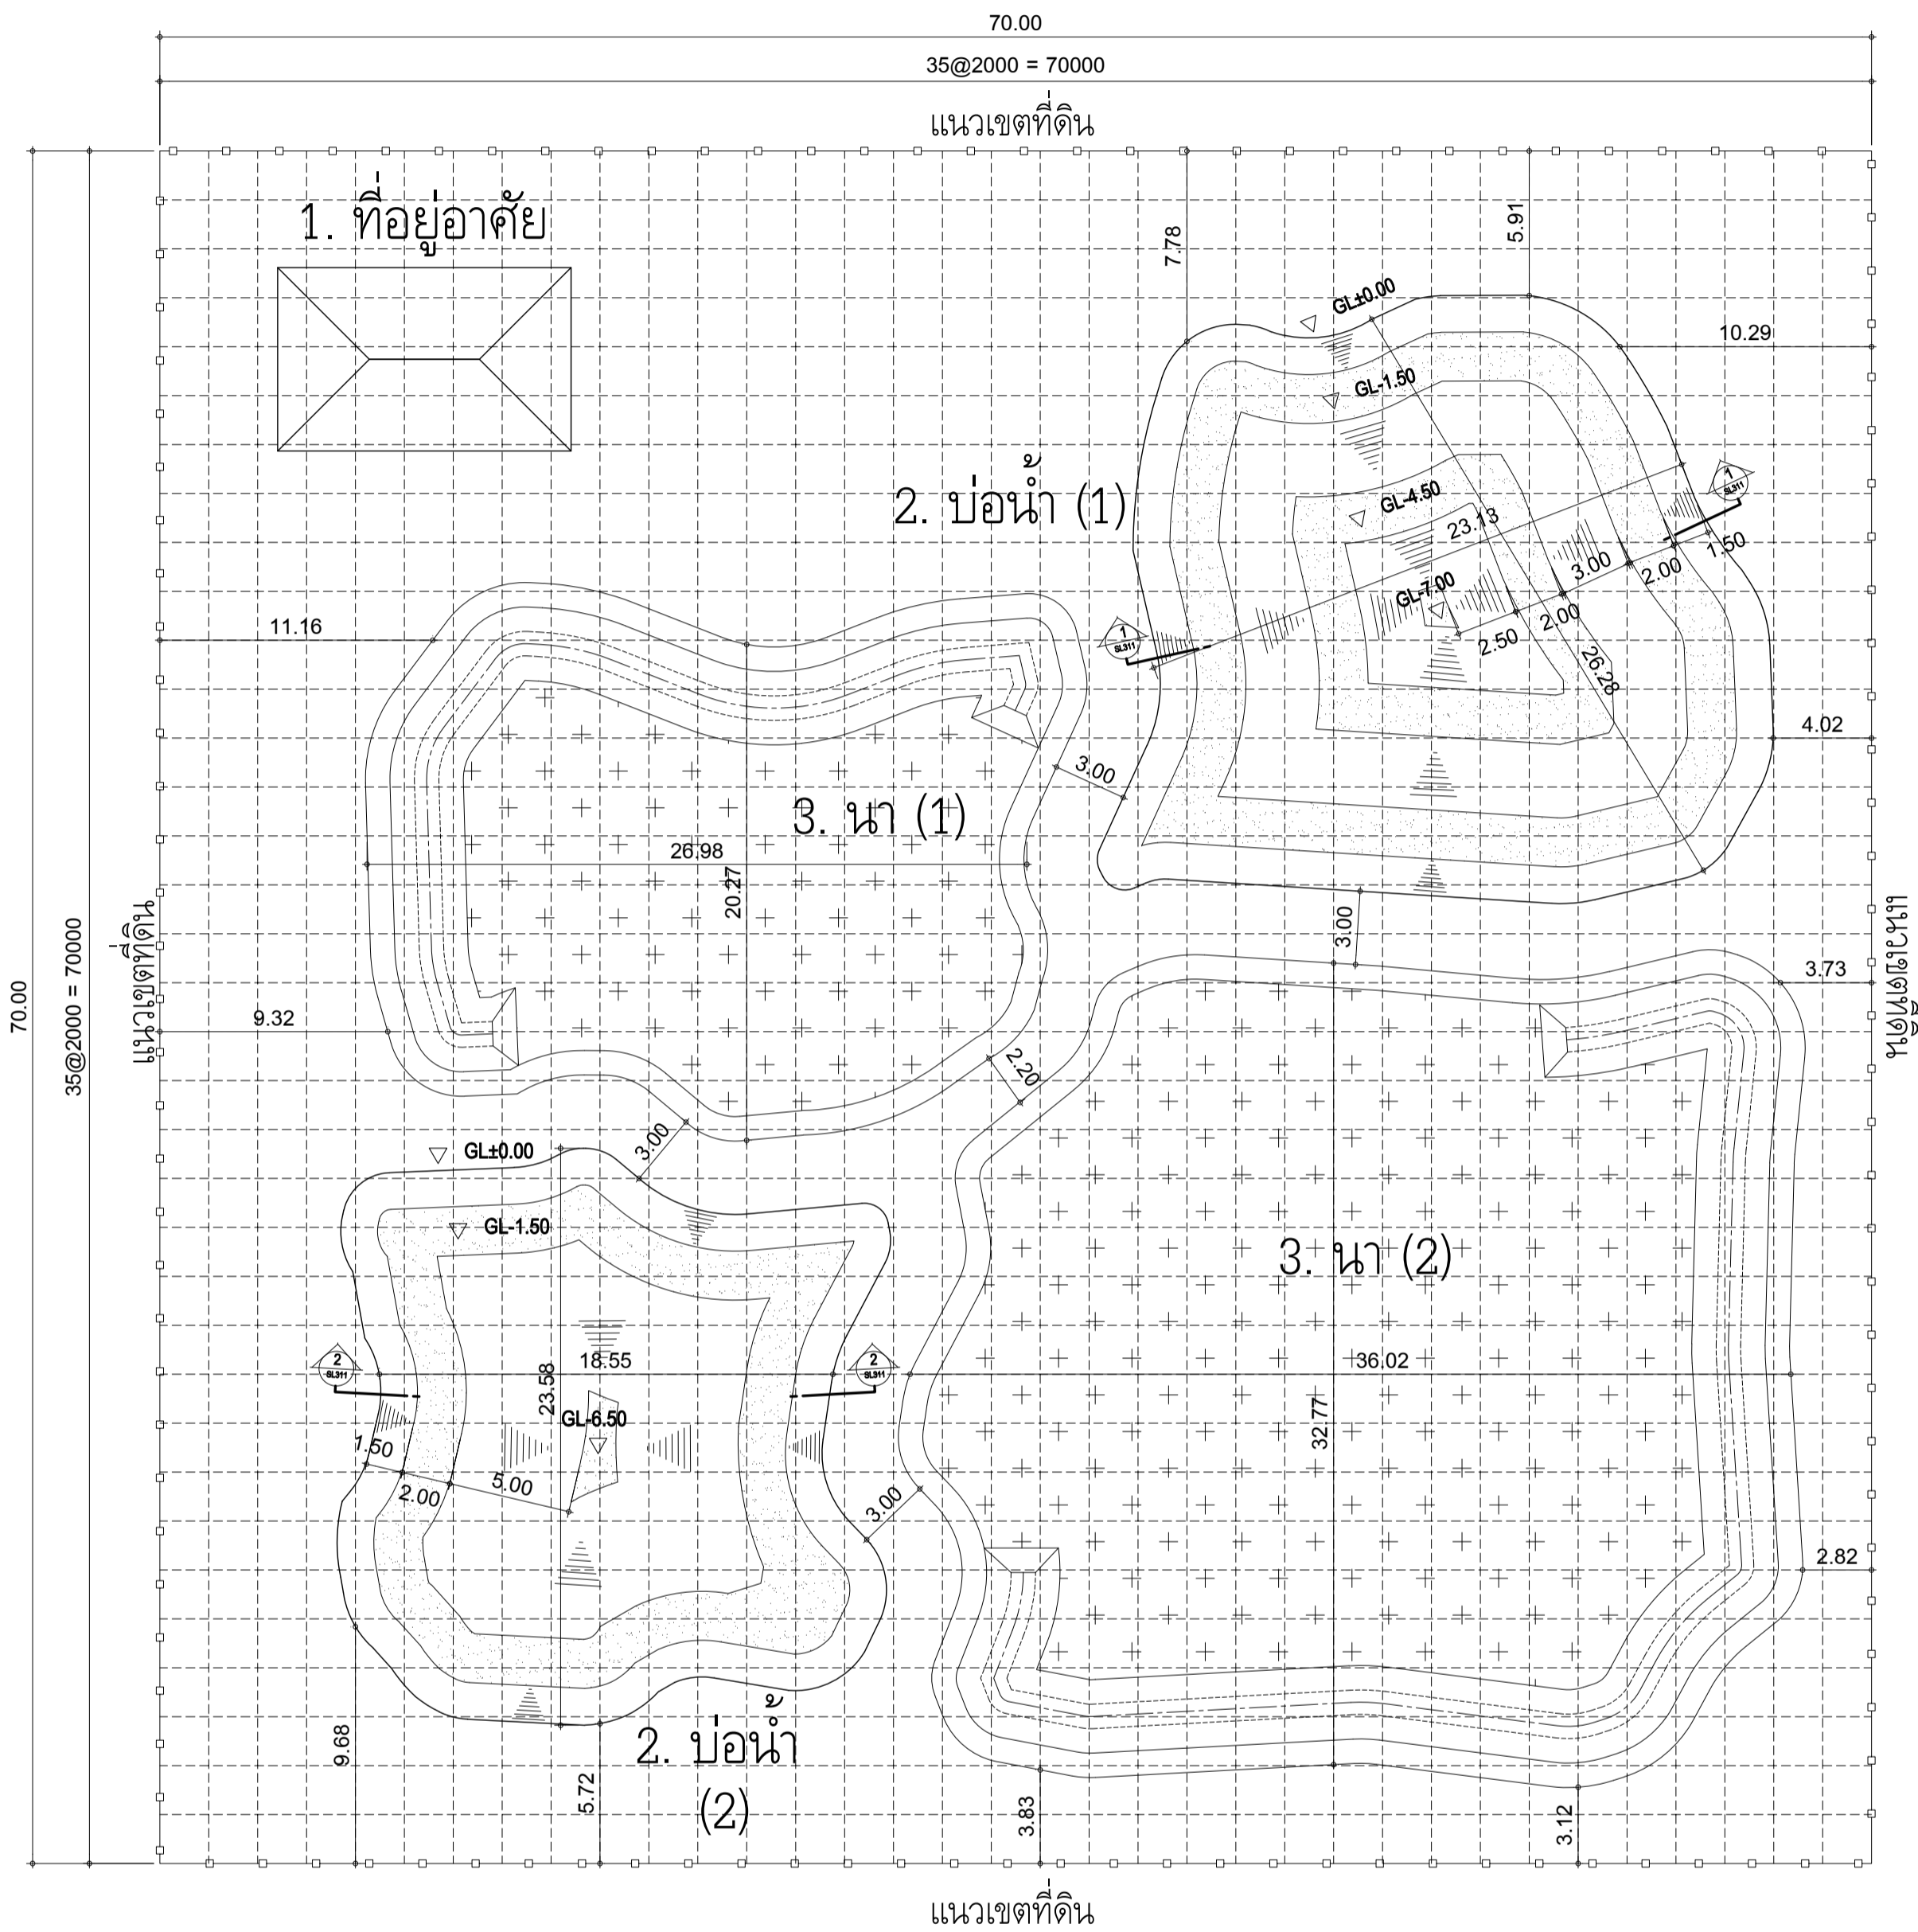 70.00
35@2000 = 70000
แนวเขตที่ดิน
1. ที่อยู่อาศัย
7.78
5.91
GL±0.00
10.29
GL-1.50
2. บ่อน้ำ (1)
GL-4.50
23.13
1
SL311
1.50
3.00
2.00
GL-7.00
2.00
2.50
11.16
1
SL311
26.28
4.02
3.00
3. นา (1)
26.98
20.27
3.00
แนวเขตที่ดิน
แนวเขตที่ดิน
3.73
70.00
35@2000 = 70000
9.32
2.20
3.00
GL±0.00
GL-1.50
3. นา (2)
2
SL311
18.55
2
SL311
36.02
23.58
GL-6.50
32.77
1.50
2.00
5.00
3.00
2.82
9.68
2. บ่อน้ำ
(2)
5.72
3.83
3.12
แนวเขตที่ดิน